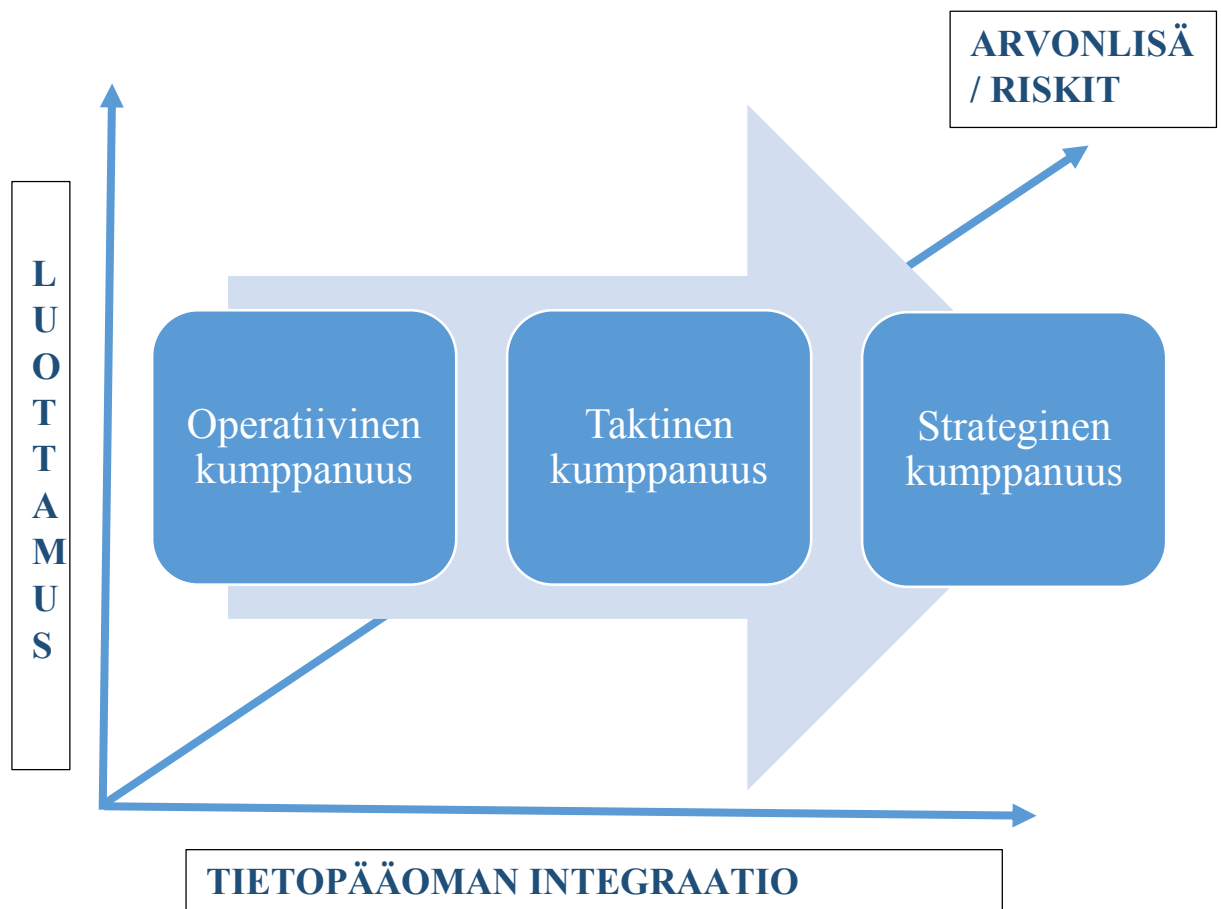 ARVONLISÄ
/ RISKIT
L
U
O
T
T
A
M
U
S
Operatiivinen
kumppanuus
Taktinen
kumppanuus
Strateginen
kumppanuus
TIETOPÄÄOMAN INTEGRAATIO